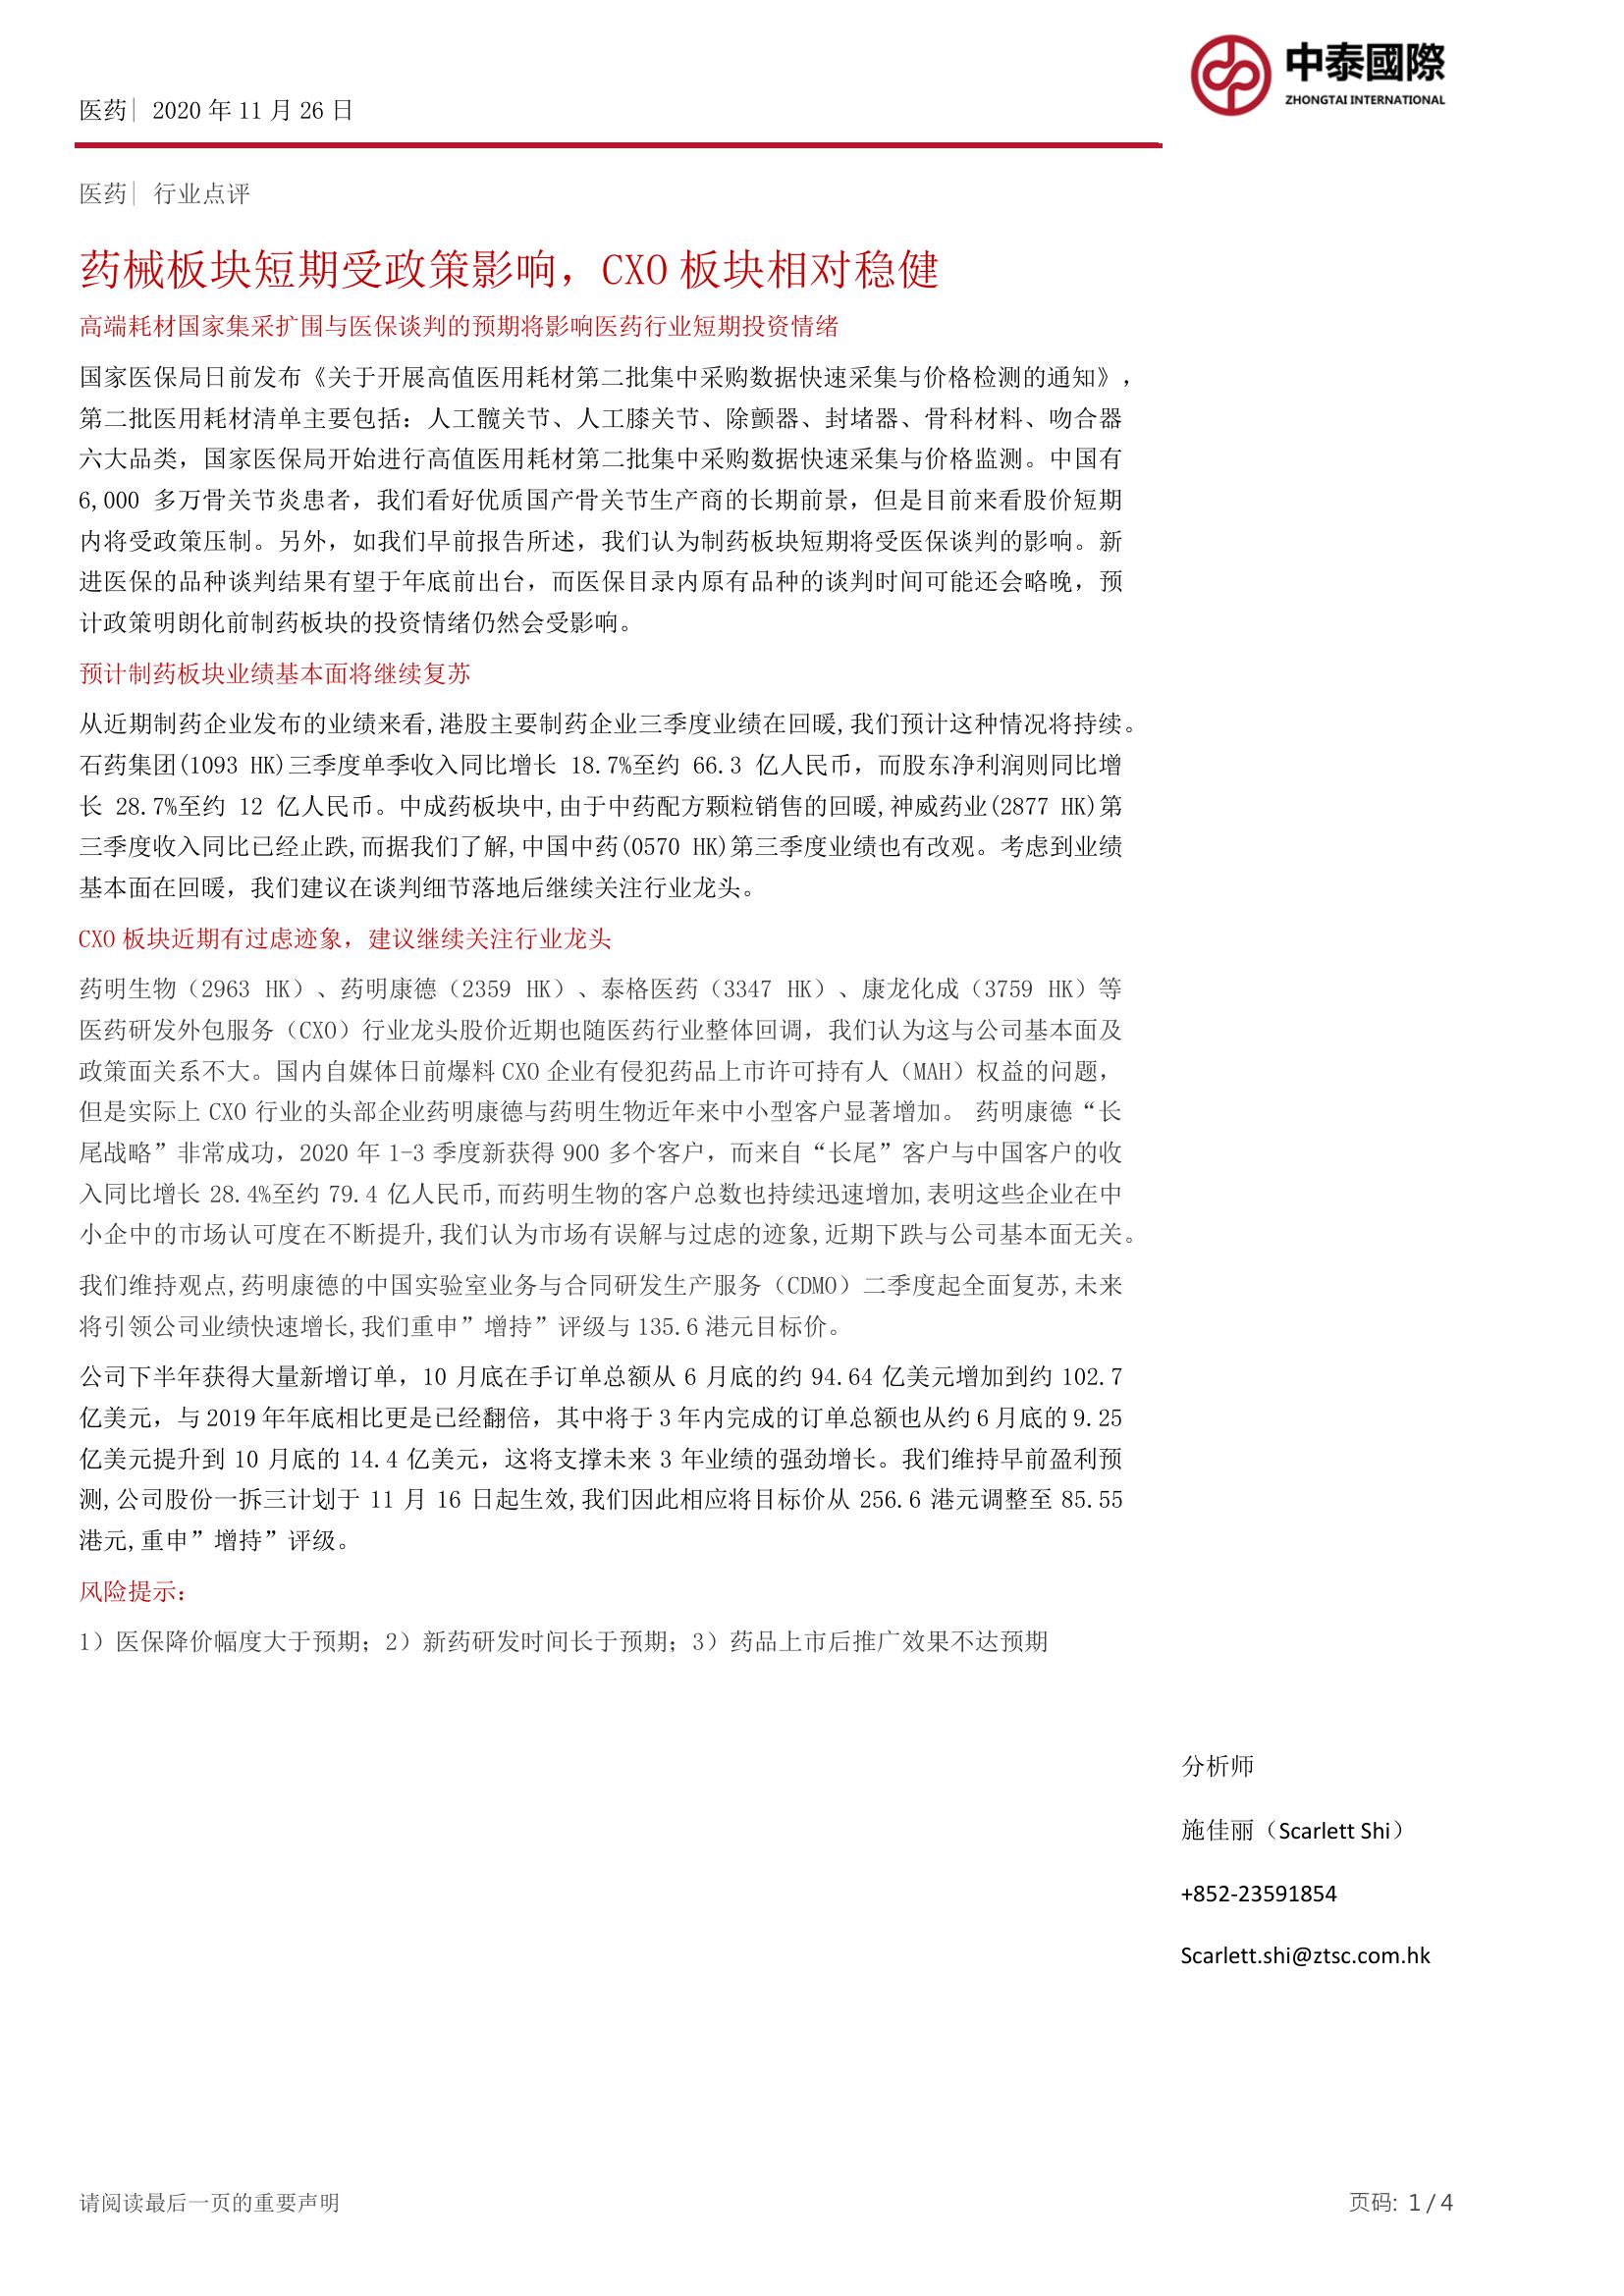 中泰國際
ZHONGTAI INTERNATIONAL
医药| 2020 年 11 月 26 日
医药| 行业点评
药械板块短期受政策影响，CXO 板块相对稳健
高端耗材国家集采扩围与医保谈判的预期将影响医药行业短期投资情绪
国家医保局日前发布《关于开展高值医用耗材第二批集中采购数据快速采集与价格检测的通知》，
第二批医用耗材清单主要包括：人工髋关节、人工膝关节、除颤器、封堵器、骨科材料、吻合器
六大品类，国家医保局开始进行高值医用耗材第二批集中采购数据快速采集与价格监测。中国有
6,000 多万骨关节炎患者，我们看好优质国产骨关节生产商的长期前景，但是目前来看股价短期
内将受政策压制。另外，如我们早前报告所述，我们认为制药板块短期将受医保谈判的影响。新
进医保的品种谈判结果有望于年底前出台，而医保目录内原有品种的谈判时间可能还会略晚，预
计政策明朗化前制药板块的投资情绪仍然会受影响。
预计制药板块业绩基本面将继续复苏
从近期制药企业发布的业绩来看,港股主要制药企业三季度业绩在回暖,我们预计这种情况将持续。
石药集团(1093 HK)三季度单季收入同比增长 18.7%至约 66.3 亿人民币，而股东净利润则同比增
长 28.7%至约 12 亿人民币。中成药板块中,由于中药配方颗粒销售的回暖,神威药业(2877 HK)第
三季度收入同比已经止跌,而据我们了解,中国中药(0570 HK)第三季度业绩也有改观。考虑到业绩
基本面在回暖，我们建议在谈判细节落地后继续关注行业龙头。
CXO 板块近期有过虑迹象，建议继续关注行业龙头
药明生物（2963 HK）、药明康德（2359 HK）、泰格医药（3347 HK）、康龙化成（3759 HK）等
医药研发外包服务（CXO）行业龙头股价近期也随医药行业整体回调，我们认为这与公司基本面及
政策面关系不大。国内自媒体日前爆料 CXO 企业有侵犯药品上市许可持有人（MAH）权益的问题，
但是实际上 CXO 行业的头部企业药明康德与药明生物近年来中小型客户显著增加。 药明康德“长
尾战略”非常成功，2020 年 1-3 季度新获得 900 多个客户，而来自“长尾”客户与中国客户的收
入同比增长 28.4%至约 79.4 亿人民币,而药明生物的客户总数也持续迅速增加,表明这些企业在中
小企中的市场认可度在不断提升,我们认为市场有误解与过虑的迹象,近期下跌与公司基本面无关。
我们维持观点,药明康德的中国实验室业务与合同研发生产服务（CDMO）二季度起全面复苏,未来
将引领公司业绩快速增长,我们重申”增持”评级与 135.6 港元目标价。
公司下半年获得大量新增订单，10 月底在手订单总额从 6 月底的约 94.64 亿美元增加到约 102.7
亿美元，与 2019 年年底相比更是已经翻倍，其中将于 3 年内完成的订单总额也从约 6 月底的 9.25
亿美元提升到 10 月底的 14.4 亿美元，这将支撑未来 3 年业绩的强劲增长。我们维持早前盈利预
测,公司股份一拆三计划于 11 月 16 日起生效,我们因此相应将目标价从 256.6 港元调整至 85.55
港元,重申”增持”评级。
风险提示：
1）医保降价幅度大于预期；2）新药研发时间长于预期；3）药品上市后推广效果不达预期
分析师
施佳丽（Scarlett Shi）
+852-23591854
Scarlett.shi@ztsc.com.hk
请阅读最后一页的重要声明
页码: 1 / 4